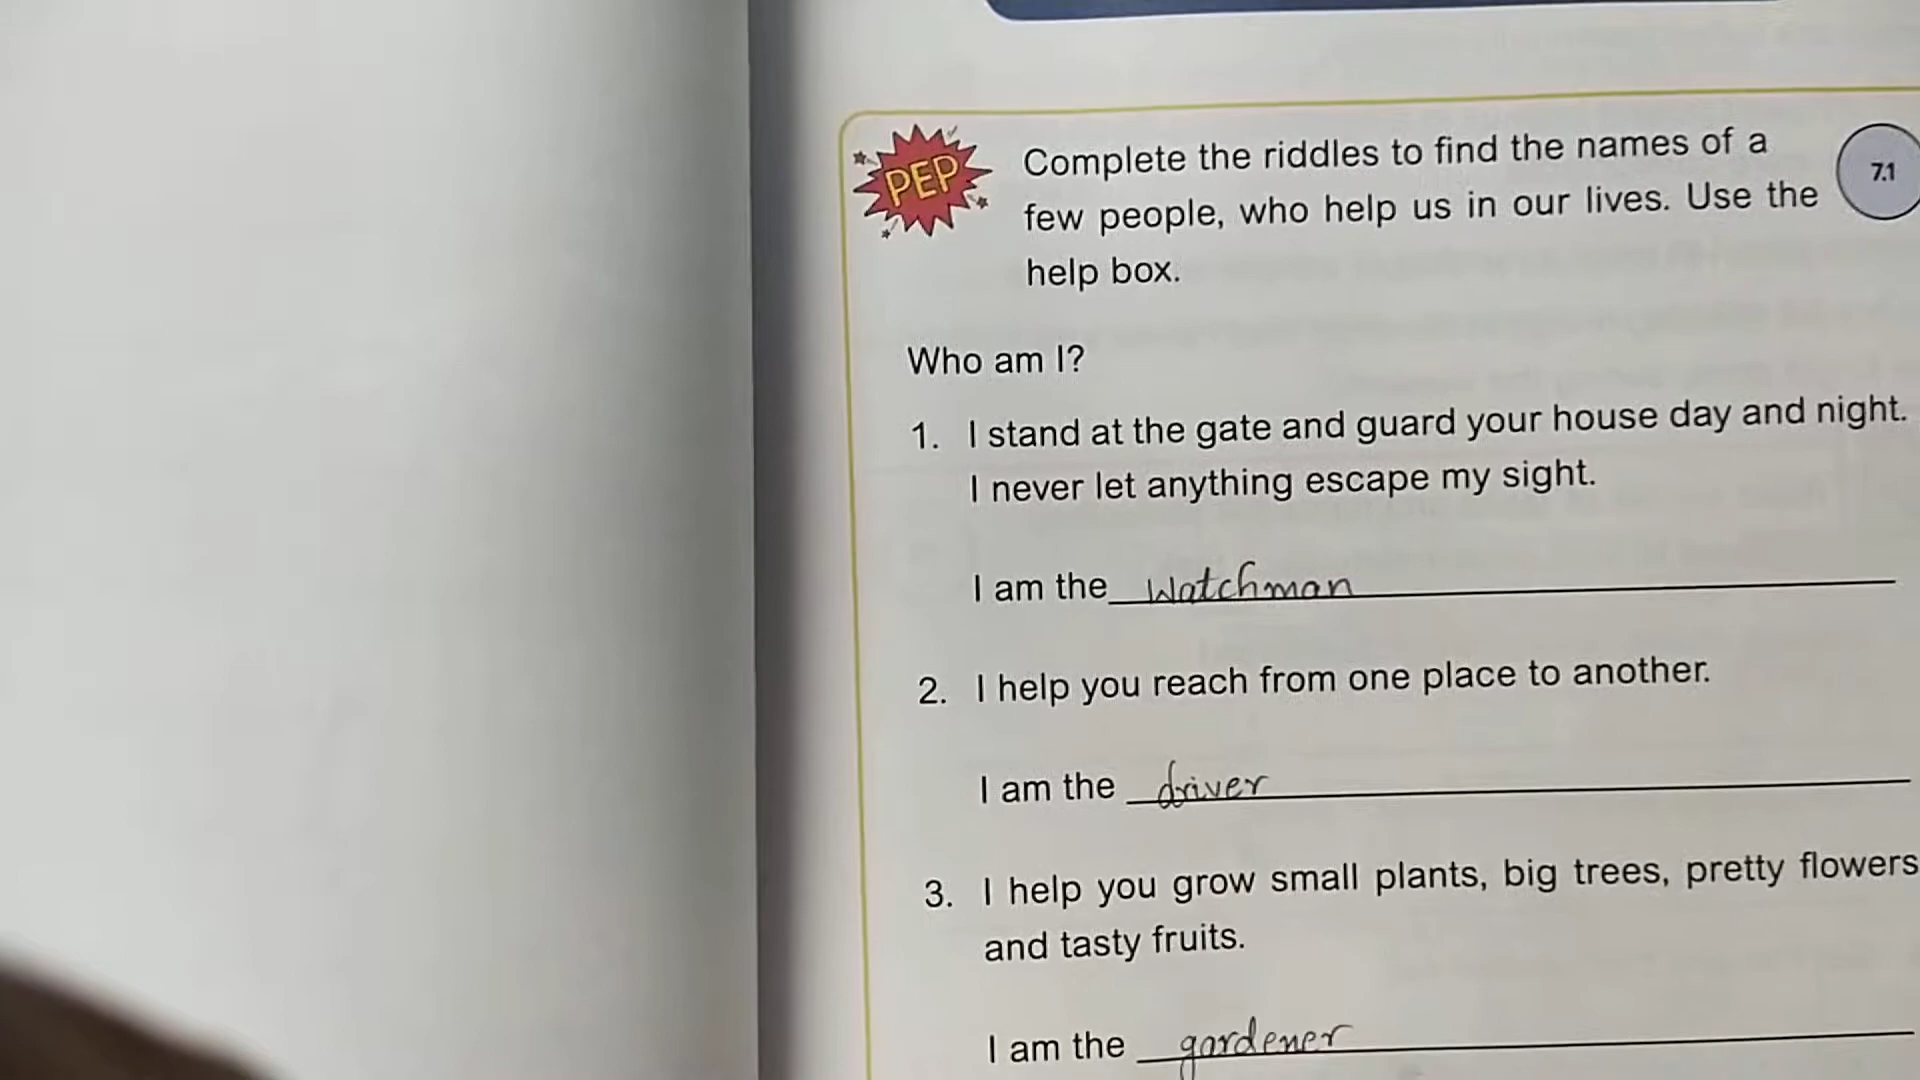 PEP
Complete the riddles to find the names of a
few people, who help us in our lives. Use the
help box.
7.1
Who am I?
1. I stand at the gate and guard your house day and night.
I never let anything escape my sight.
I am the Watchman
2. I help you reach from one place to another.
I am the driver
3. I help you grow small plants, big trees, pretty flowers
and tasty fruits.
I am the gardener